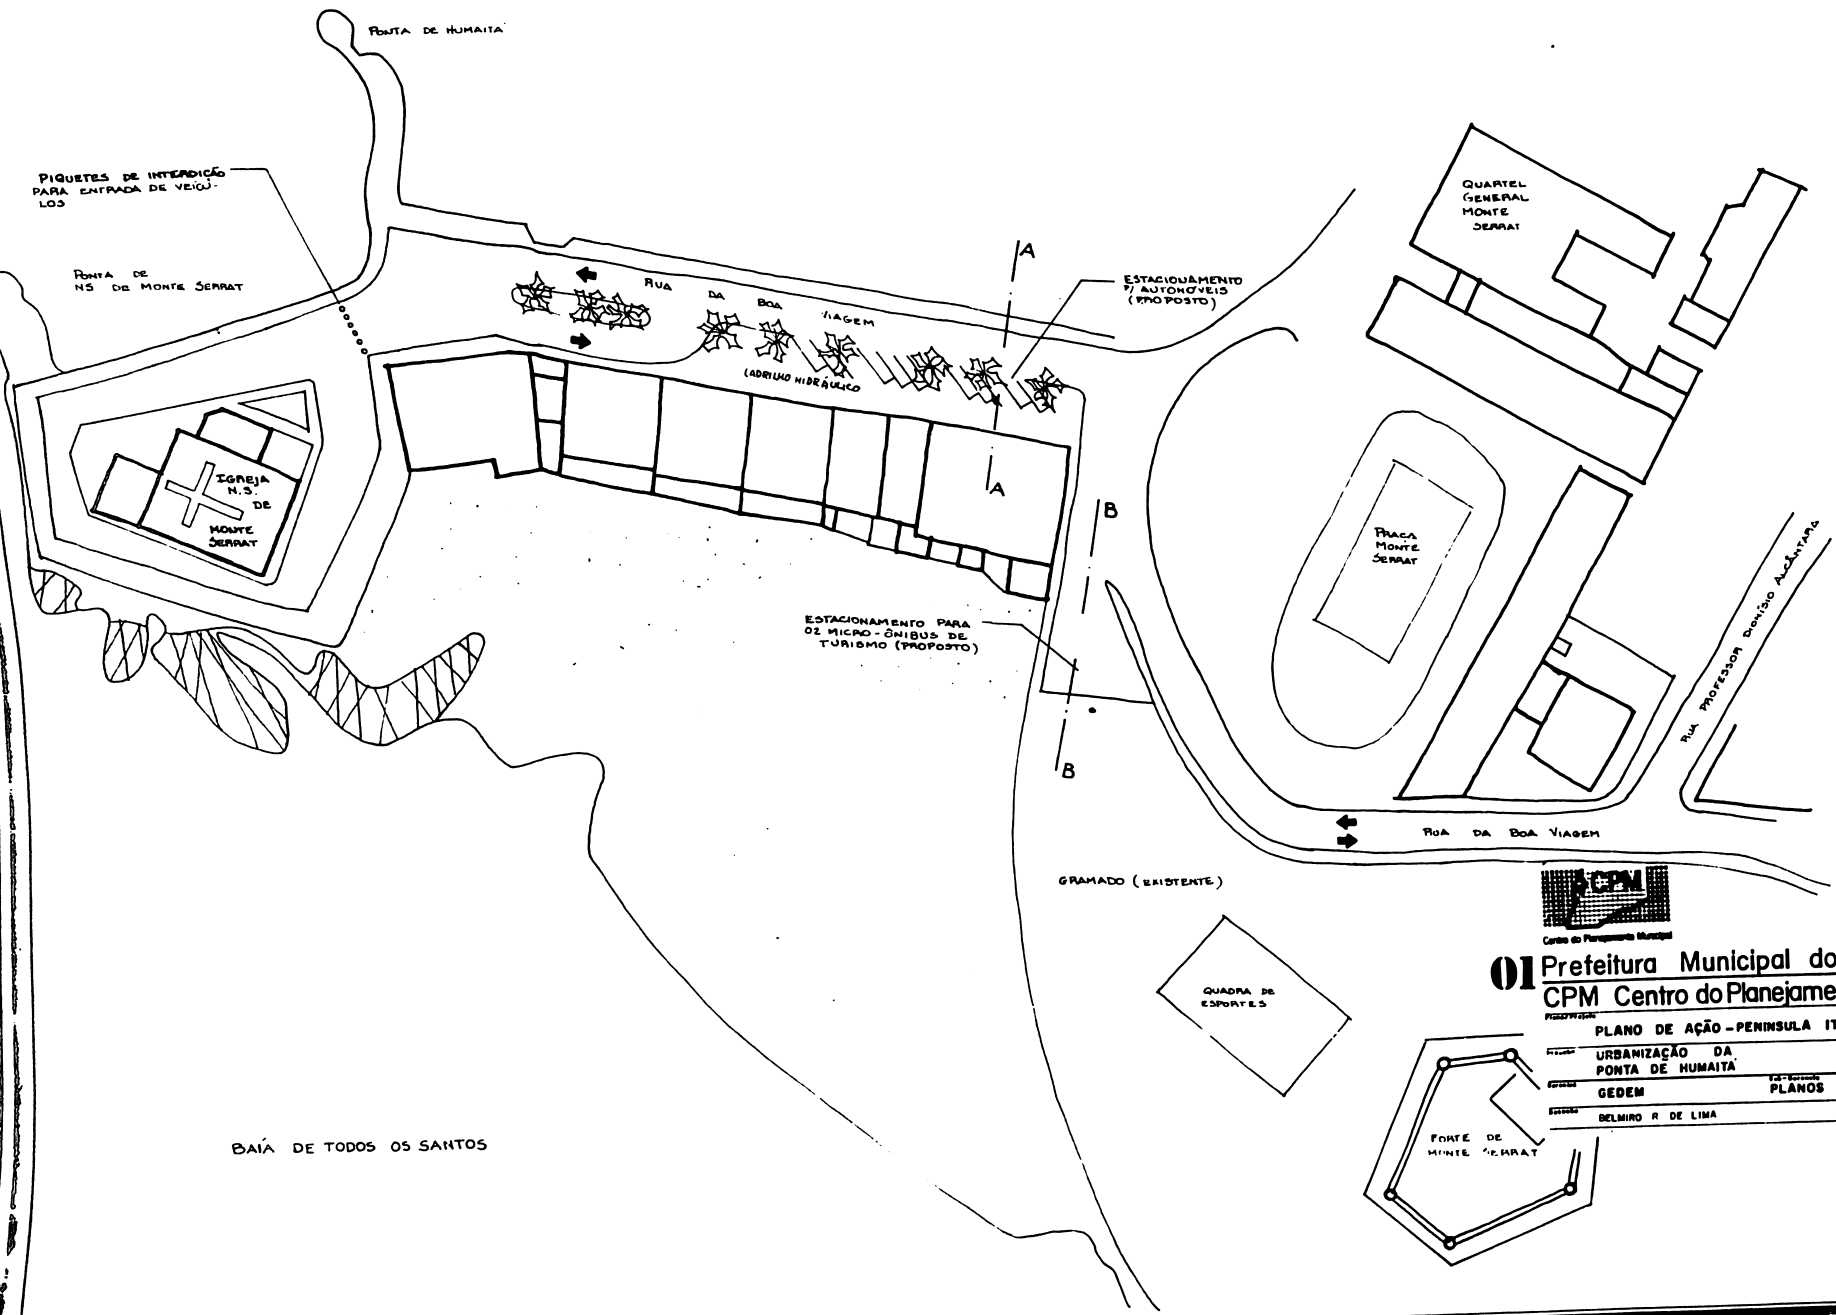 PONTA DE HUMAITÁ
PIQUETES DE INTERDIÇÃO
PARA ENTRADA DE VEÍCU-
LOS
PONTA DE
NS DE MONTE SERRAT
RUA DA BOA VIAGEM
A
ESTACIONAMENTO
P/ AUTOMÓVEIS
(PROPOSTO)
LADRILHO HIDRÁULICO
A
B
QUARTEL
GENERAL
MONTE
SERRAT
IGREJA
N.S.
DE
MONTE
SERRAT
PRAÇA
MONTE
SERRAT
RUA PROFESSOR DIONÍSIO ALCÂNTARA
ESTACIONAMENTO PARA
02 MICRO-ÔNIBUS DE
TURISMO (PROPOSTO)
B
RUA DA BOA VIAGEM
GRAMADO (EXISTENTE)
QUADRA DE
ESPORTES
FORTE DE
MONTE SERRAT
BAÍA DE TODOS OS SANTOS
CPM
Centro do Planejamento Municipal
01 Prefeitura Municipal do
CPM Centro do Planejame
PLANO DE AÇÃO - PENINSULA IT
URBANIZAÇÃO DA
PONTA DE HUMAITÁ
GEDEM
PLANOS
BELMIRO R DE LIMA